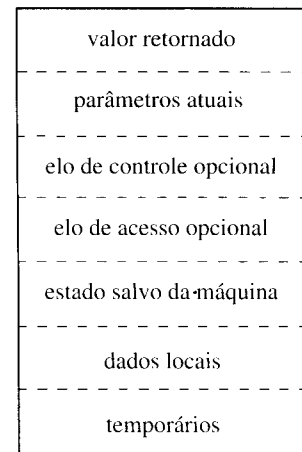 valor retornado
parâmetros atuais
elo de controle opcional
elo de acesso opcional
estado salvo da máquina
dados locais
temporários